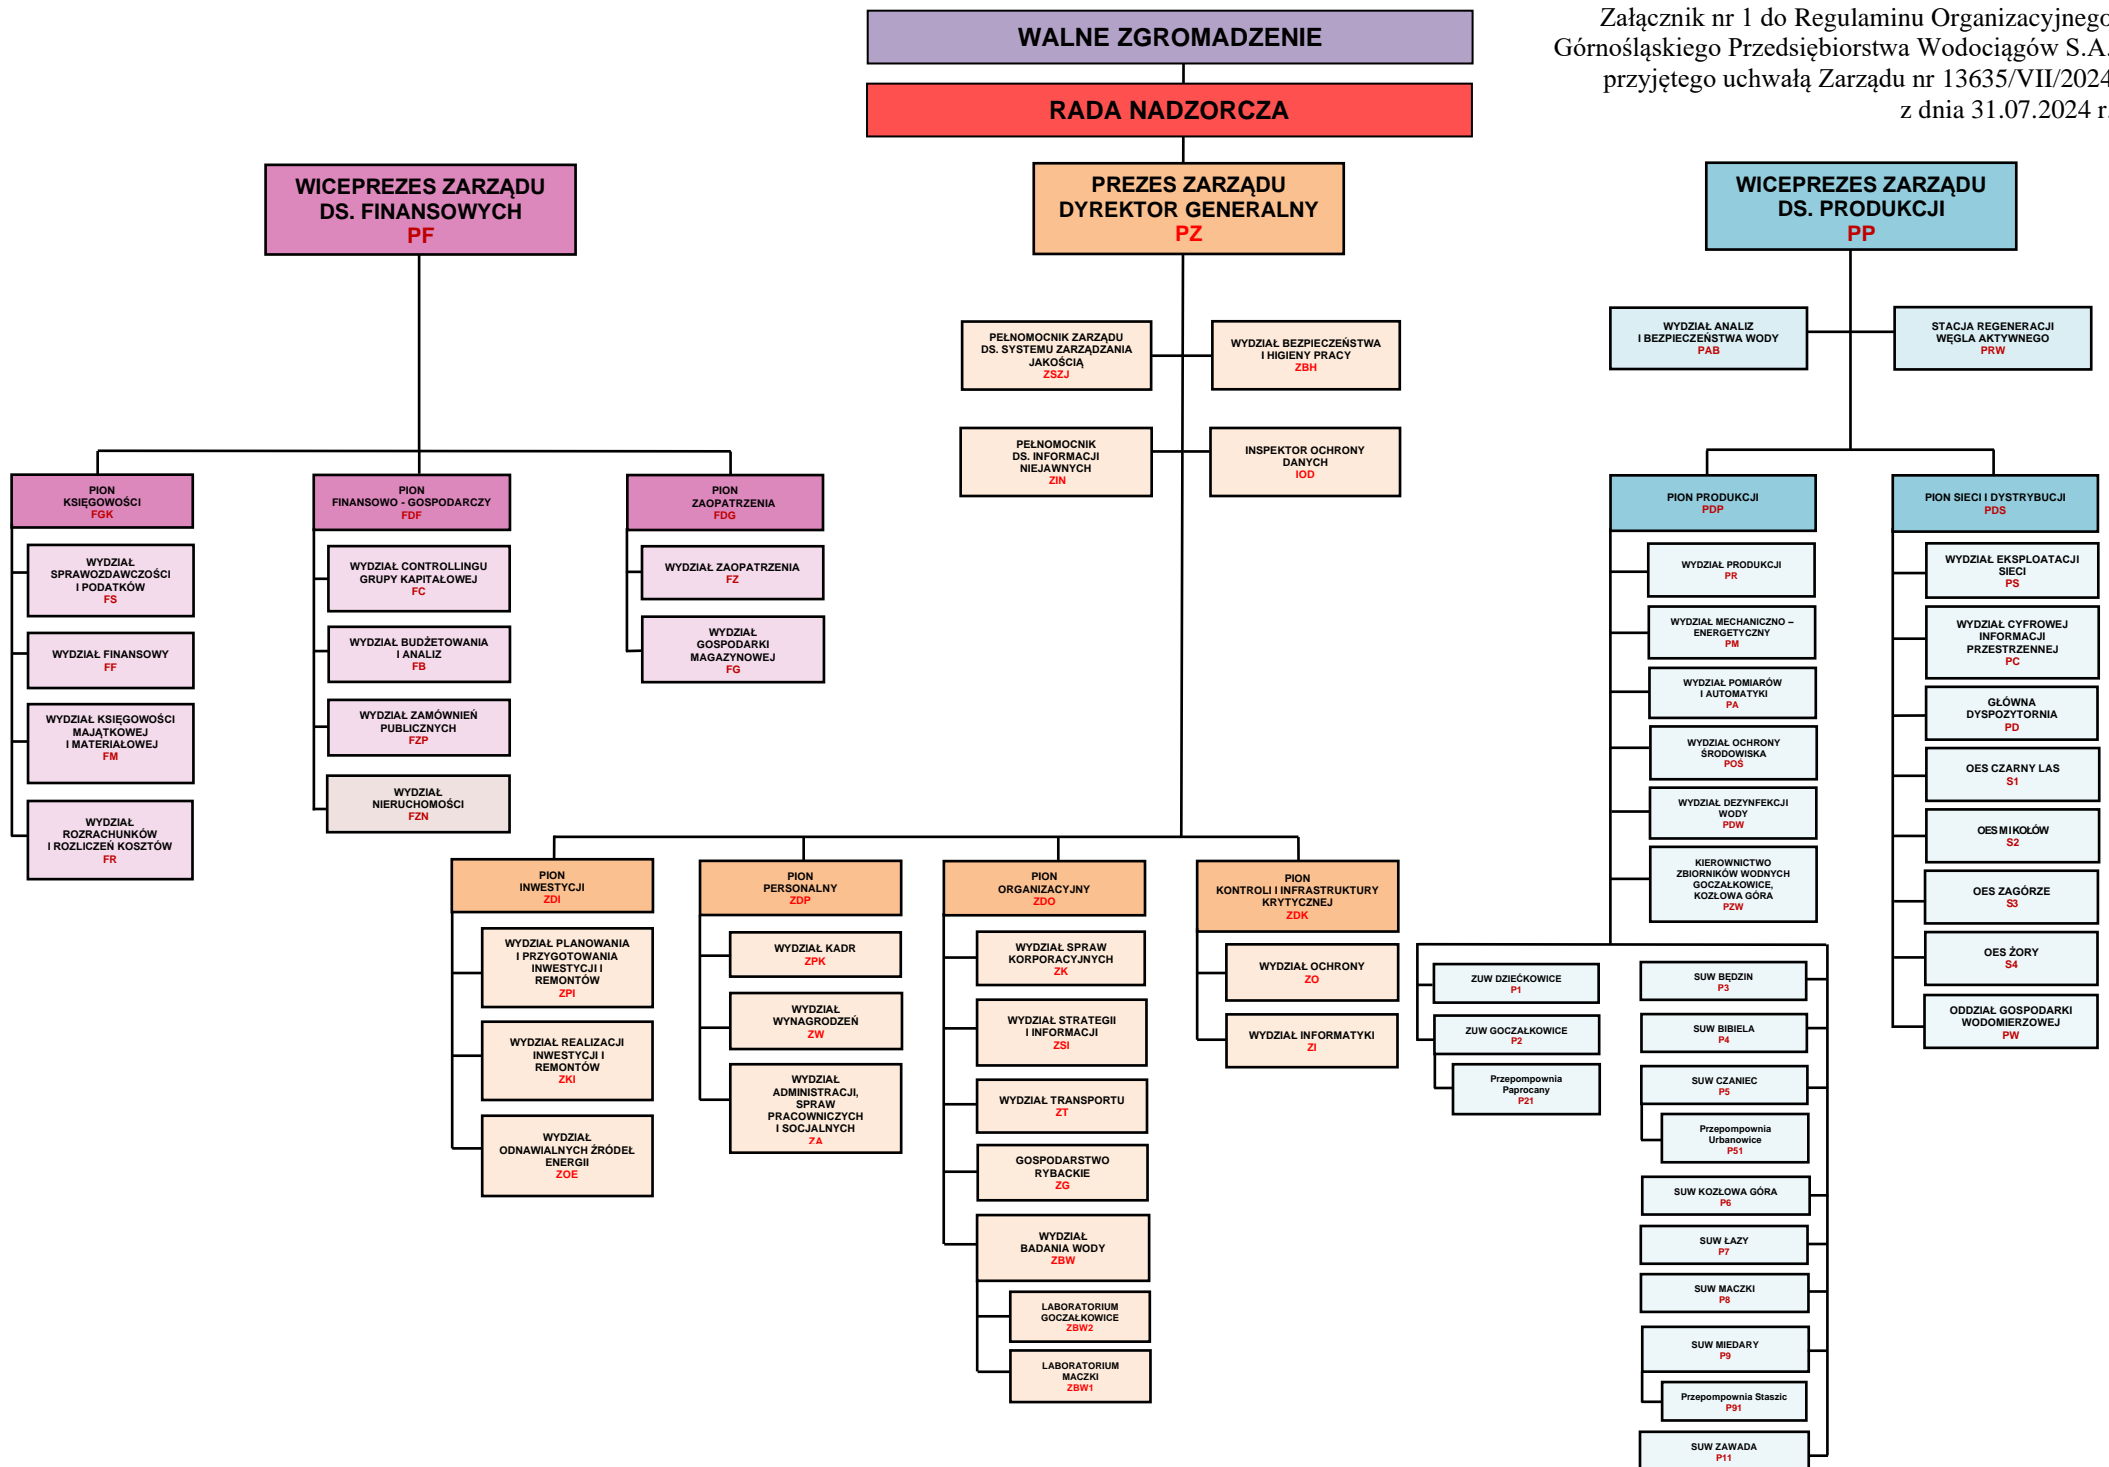 Załącznik nr 1 do Regulaminu Organizacyjnego
Górnośląskiego Przedsiębiorstwa Wodociągów S.A.
przyjętego uchwałą Zarządu nr 13635/VII/2024
z dnia 31.07.2024 r.
WALNE ZGROMADZENIE
RADA NADZORCZA
WICEPREZES ZARZĄDU
DS. FINANSOWYCH
PF
PREZES ZARZĄDU
DYREKTOR GENERALNY
PZ
WICEPREZES ZARZĄDU
DS. PRODUKCJI
PP
PION
KSIĘGOWOŚCI
FGK
WYDZIAŁ
SPRAWOZDAWCZOŚCI
I PODATKÓW
FS
WYDZIAŁ FINANSOWY
FF
WYDZIAŁ KSIĘGOWOŚCI
MAJĄTKOWEJ
I MATERIAŁOWEJ
FM
WYDZIAŁ
ROZRACHUNKÓW
I ROZLICZEŃ KOSZTÓW
FR
PION
FINANSOWO - GOSPODARCZY
FDF
WYDZIAŁ CONTROLLINGU
GRUPY KAPITAŁOWEJ
FC
WYDZIAŁ BUDŻETOWANIA
I ANALIZ
FB
WYDZIAŁ ZAMÓWNIEŃ
PUBLICZNYCH
FZP
WYDZIAŁ
NIERUCHOMOŚCI
FZN
PION
ZAOPATRZENIA
FDG
WYDZIAŁ ZAOPATRZENIA
FZ
WYDZIAŁ
GOSPODARKI
MAGAZYNOWEJ
FG
PEŁNOMOCNIK ZARZĄDU
DS. SYSTEMU ZARZĄDZANIA
JAKOŚCIĄ
ZSZJ
WYDZIAŁ BEZPIECZEŃSTWA
I HIGIENY PRACY
ZBH
PEŁNOMOCNIK
DS. INFORMACJI
NIEJAWNYCH
ZIN
INSPEKTOR OCHRONY
DANYCH
IOD
PION
INWESTYCJI
ZDI
WYDZIAŁ PLANOWANIA
I PRZYGOTOWANIA
INWESTYCJI I
REMONTÓW
ZPI
WYDZIAŁ REALIZACJI
INWESTYCJI I
REMONTÓW
ZKI
WYDZIAŁ
ODNAWIALNYCH ŹRÓDEŁ
ENERGII
ZOE
PION
PERSONALNY
ZDP
WYDZIAŁ KADR
ZPK
WYDZIAŁ
WYNAGRODZEŃ
ZW
WYDZIAŁ
ADMINISTRACJI,
SPRAW
PRACOWNICZYCH
I SOCJALNYCH
ZA
PION
ORGANIZACYJNY
ZDO
WYDZIAŁ SPRAW
KORPORACYJNYCH
ZK
WYDZIAŁ STRATEGII
I INFORMACJI
ZSI
WYDZIAŁ TRANSPORTU
ZT
GOSPODARSTWO
RYBACKIE
ZG
WYDZIAŁ
BADANIA WODY
ZBW
LABORATORIUM
GOCZAŁKOWICE
ZBW2
LABORATORIUM
MACZKI
ZBW1
PION
KONTROLI I INFRASTRUKTURY
KRYTYCZNEJ
ZDK
WYDZIAŁ OCHRONY
ZO
WYDZIAŁ INFORMATYKI
ZI
WYDZIAŁ ANALIZ
I BEZPIECZEŃSTWA WODY
PAB
STACJA REGENERACJI
WĘGLA AKTYWNEGO
PRW
PION PRODUKCJI
PDP
WYDZIAŁ PRODUKCJI
PR
WYDZIAŁ MECHANICZNO –
ENERGETYCZNY
PM
WYDZIAŁ POMIARÓW
I AUTOMATYKI
PA
WYDZIAŁ OCHRONY
ŚRODOWISKA
POŚ
WYDZIAŁ DEZYNFEKCJI
WODY
PDW
KIEROWNICTWO
ZBIORNIKÓW WODNYCH
GOCZAŁKOWICE,
KOZŁOWA GÓRA
PZW
ZUW DZIEĆKOWICE
P1
ZUW GOCZAŁKOWICE
P2
Przepompownia
Paprocany
P21
SUW BĘDZIN
P3
SUW BIBIELA
P4
SUW CZANIEC
P5
Przepompownia
Urbanowice
P51
SUW KOZŁOWA GÓRA
P6
SUW ŁAZY
P7
SUW MACZKI
P8
SUW MIEDARY
P9
Przepompownia Staszic
P91
SUW ZAWADA
P11
PION SIECI I DYSTRYBUCJI
PDS
WYDZIAŁ EKSPLOATACJI
SIECI
PS
WYDZIAŁ CYFROWEJ
INFORMACJI
PRZESTRZENNEJ
PC
GŁÓWNA
DYSPOZYTORNIA
PD
OES CZARNY LAS
S1
OES MIKOŁÓW
S2
OES ZAGÓRZE
S3
OES ŻORY
S4
ODDZIAŁ GOSPODARKI
WODOMIERZOWEJ
PW